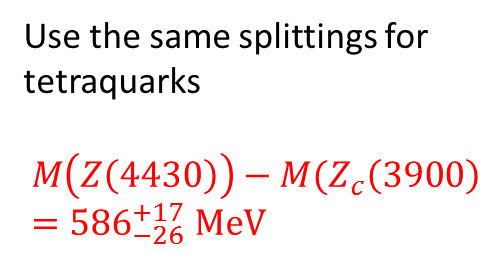 Use the same splittings for
tetraquarks
M(Z(4430)) − M(Z_c(3900)
= 586^{+17}_{−26} MeV